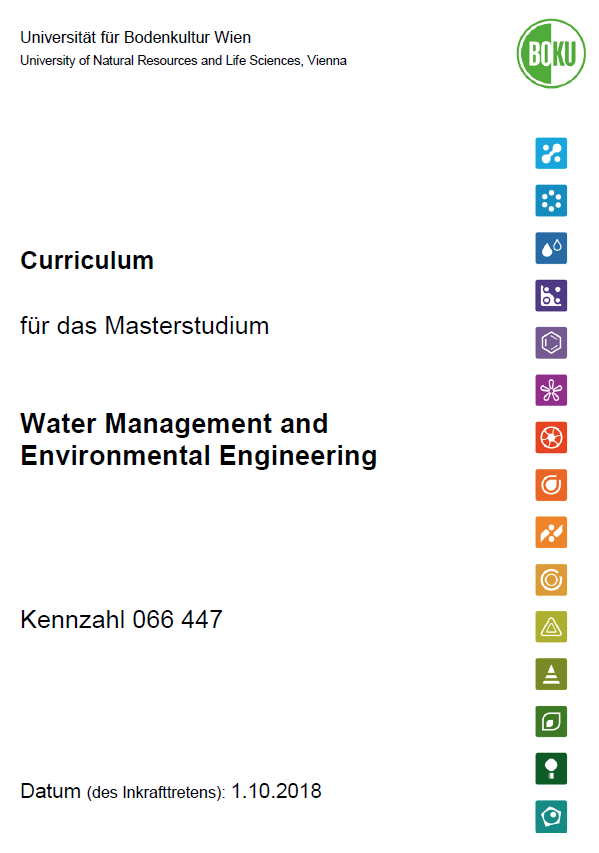 Universität für Bodenkultur Wien
University of Natural Resources and Life Sciences, Vienna
BOKU
Curriculum
für das Masterstudium
Water Management and
Environmental Engineering
Kennzahl 066 447
Datum (des Inkrafttretens): 1.10.2018